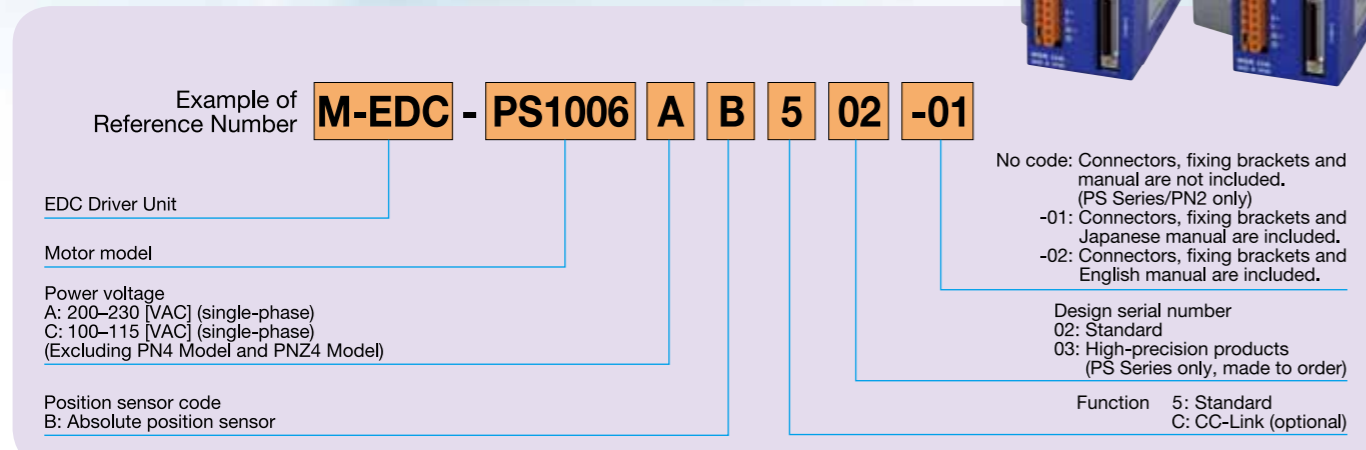 Example of
Reference Number
M-EDC - PS1006 A B 5 02 -01
EDC Driver Unit
Motor model
Power voltage
A: 200–230 [VAC] (single-phase)
C: 100–115 [VAC] (single-phase)
(Excluding PN4 Model and PNZ4 Model)
Position sensor code
B: Absolute position sensor
No code: Connectors, fixing brackets and
manual are not included.
(PS Series/PN2 only)
-01: Connectors, fixing brackets and
Japanese manual are included.
-02: Connectors, fixing brackets and
English manual are included.
Design serial number
02: Standard
03: High-precision products
(PS Series only, made to order)
Function 5: Standard
C: CC-Link (optional)